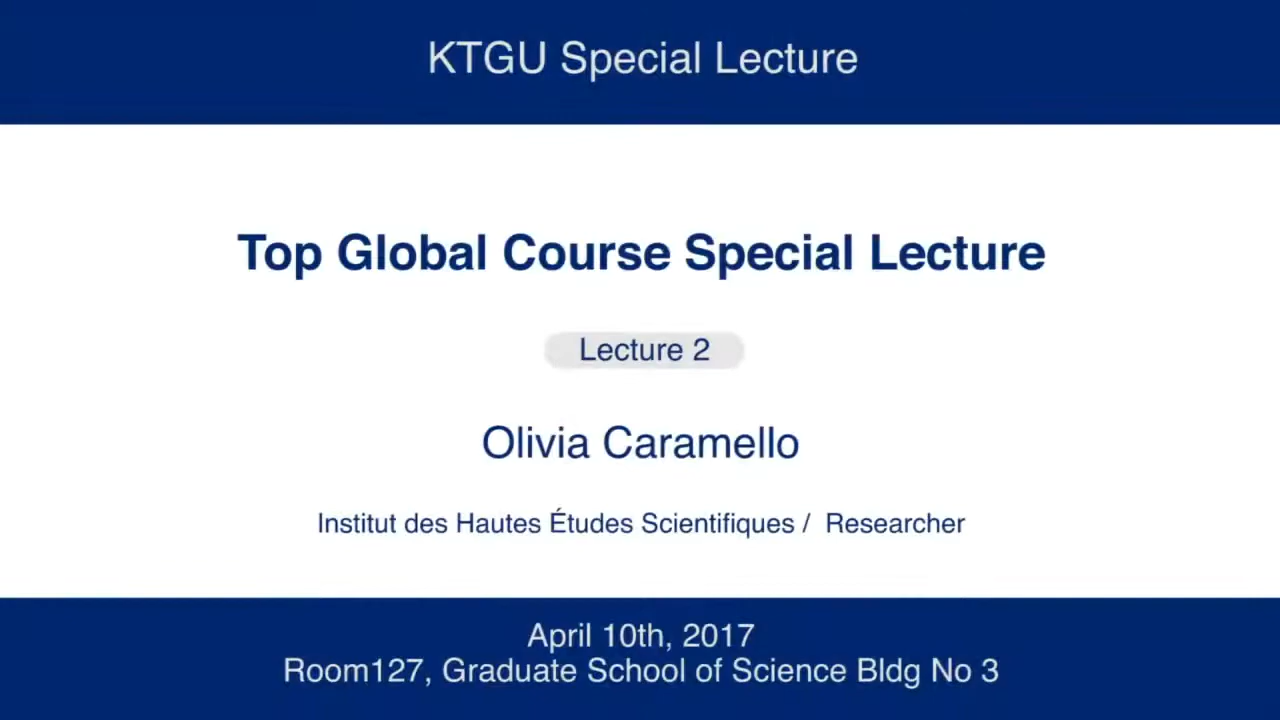 KTGU Special Lecture
Top Global Course Special Lecture
Lecture 2
Olivia Caramello
Institut des Hautes Études Scientifiques / Researcher
April 10th, 2017
Room127, Graduate School of Science Bldg No 3